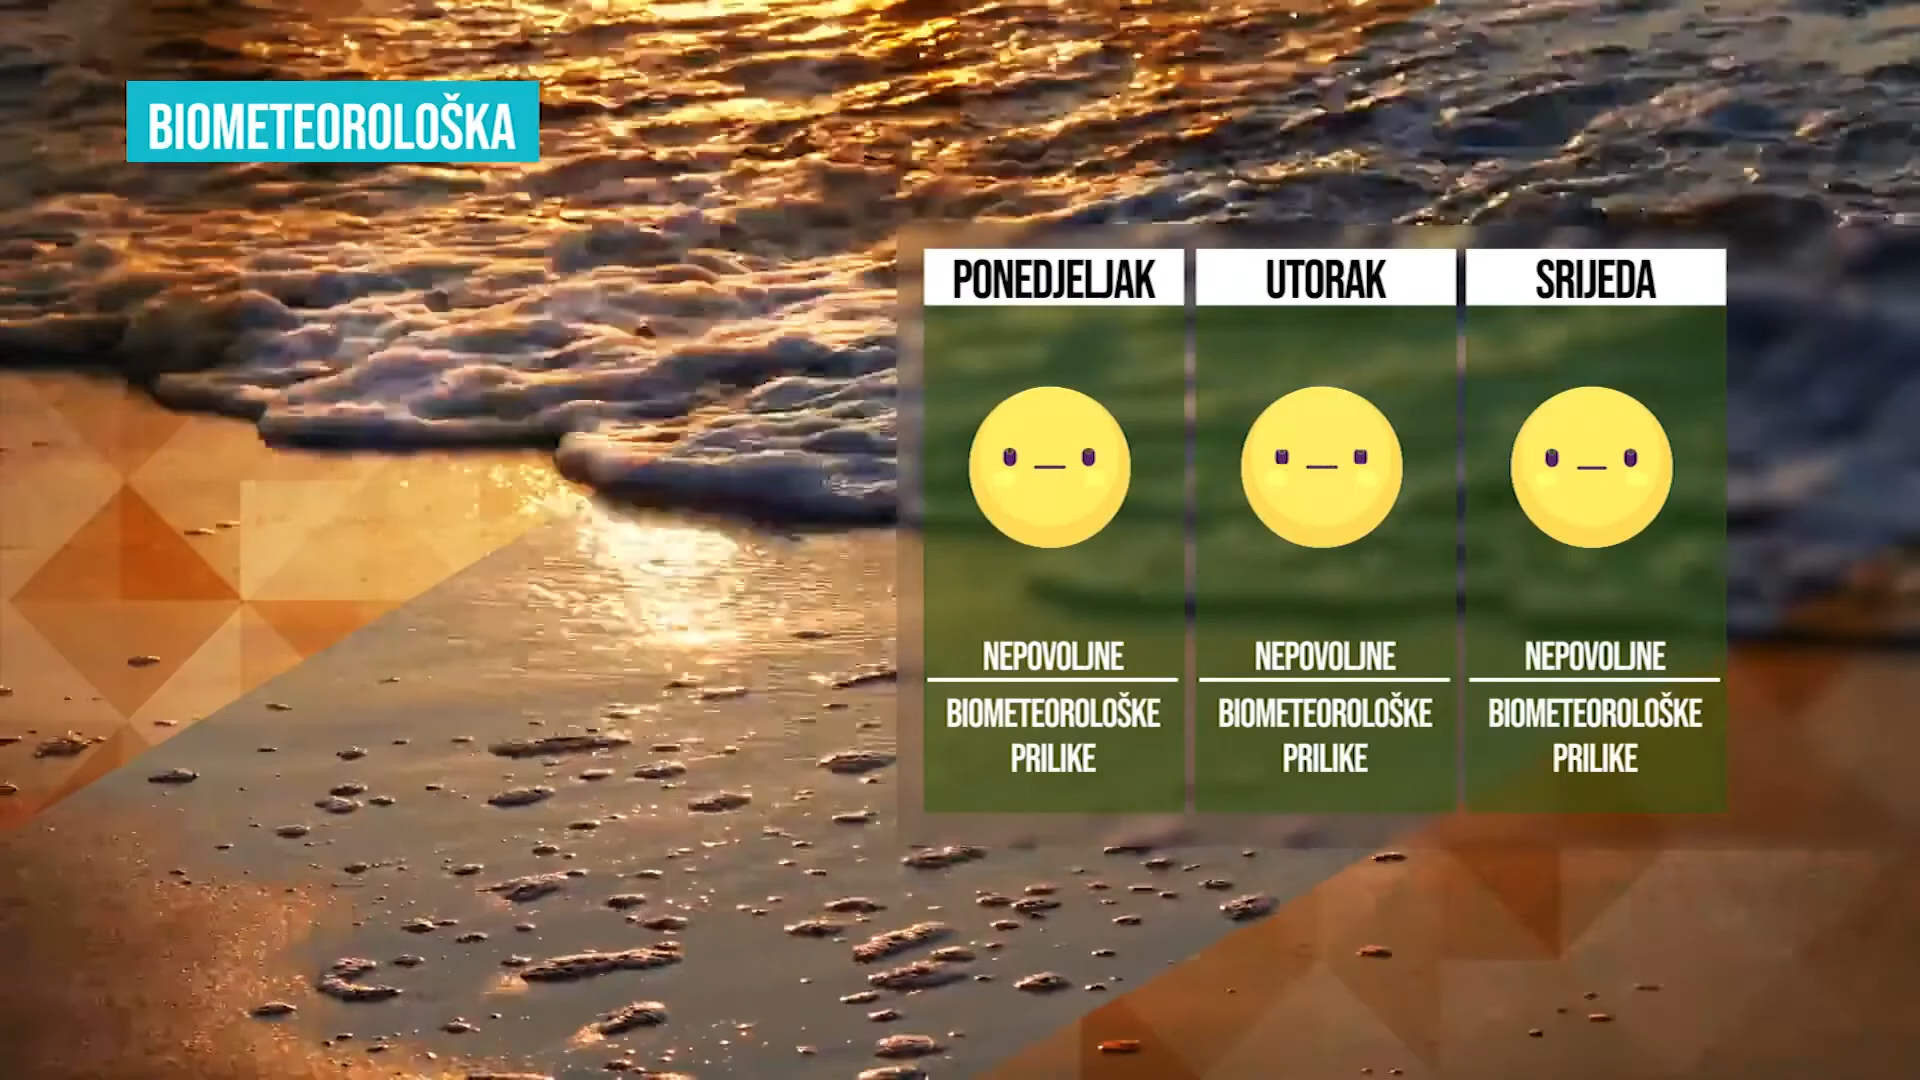 BIOMETEOROLOŠKA
PONEDJELJAK
UTORAK
SRIJEDA
NEPOVOLJNE
BIOMETEOROLOŠKE
PRILIKE
NEPOVOLJNE
BIOMETEOROLOŠKE
PRILIKE
NEPOVOLJNE
BIOMETEOROLOŠKE
PRILIKE